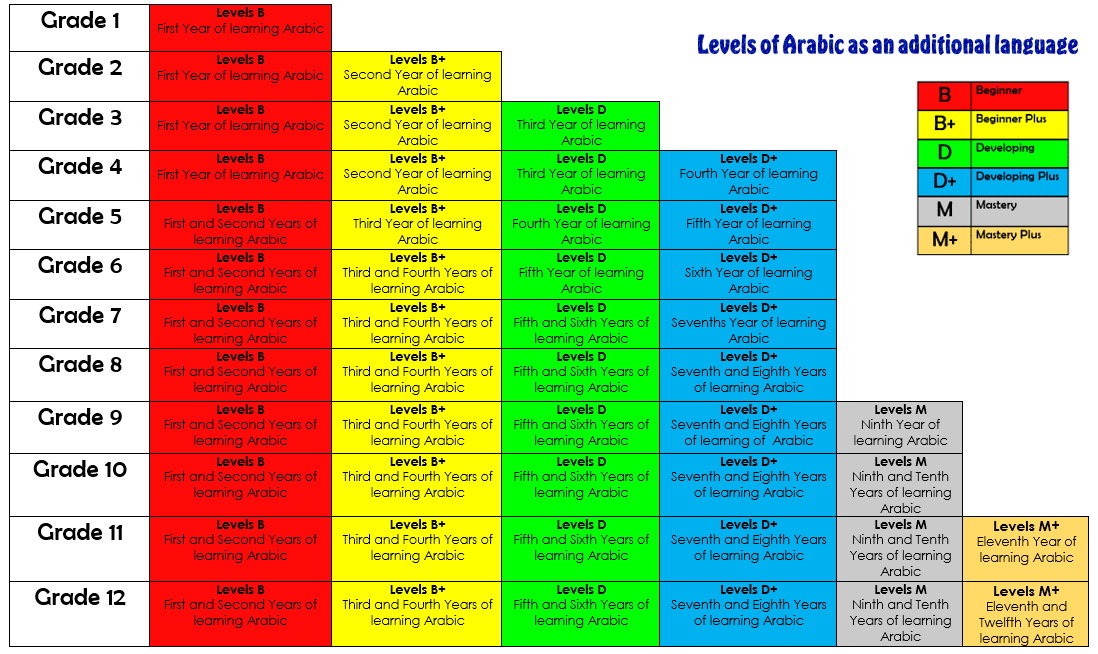 Levels of Arabic as an additional language
B Beginner
B+ Beginner Plus
D Developing
D+ Developing Plus
M Mastery
M+ Mastery Plus
Grade 1
Levels B
First Year of learning Arabic
Grade 2
Levels B
First Year of learning Arabic
Levels B+
Second Year of learning
Arabic
Grade 3
Levels B
First Year of learning Arabic
Levels B+
Second Year of learning
Arabic
Levels D
Third Year of learning
Arabic
Grade 4
Levels B
First Year of learning Arabic
Levels B+
Second Year of learning
Arabic
Levels D
Third Year of learning
Arabic
Levels D+
Fourth Year of learning
Arabic
Grade 5
Levels B
First and Second Years of
learning Arabic
Levels B+
Third Year of learning
Arabic
Levels D
Fourth Year of learning
Arabic
Levels D+
Fifth Year of learning
Arabic
Grade 6
Levels B
First and Second Years of
learning Arabic
Levels B+
Third and Fourth Years of
learning Arabic
Levels D
Fifth Year of learning
Arabic
Levels D+
Sixth Year of learning
Arabic
Grade 7
Levels B
First and Second Years of
learning Arabic
Levels B+
Third and Fourth Years of
learning Arabic
Levels D
Fifth and Sixth Years of
learning Arabic
Levels D+
Sevenths Year of learning
Arabic
Grade 8
Levels B
First and Second Years of
learning Arabic
Levels B+
Third and Fourth Years of
learning Arabic
Levels D
Fifth and Sixth Years of
learning Arabic
Levels D+
Seventh and Eighth Years
of learning Arabic
Grade 9
Levels B
First and Second Years of
learning Arabic
Levels B+
Third and Fourth Years of
learning Arabic
Levels D
Fifth and Sixth Years of
learning Arabic
Levels D+
Seventh and Eighth Years
of learning of Arabic
Levels M
Ninth Year of
learning Arabic
Grade 10
Levels B
First and Second Years of
learning Arabic
Levels B+
Third and Fourth Years of
learning Arabic
Levels D
Fifth and Sixth Years of
learning Arabic
Levels D+
Seventh and Eighth Years
of learning Arabic
Levels M
Ninth and Tenth
Years of learning
Arabic
Grade 11
Levels B
First and Second Years of
learning Arabic
Levels B+
Third and Fourth Years of
learning Arabic
Levels D
Fifth and Sixth Years of
learning Arabic
Levels D+
Seventh and Eighth Years
of learning Arabic
Levels M
Ninth and Tenth
Years of learning
Arabic
Levels M+
Eleventh Year of
learning Arabic
Grade 12
Levels B
First and Second Years of
learning Arabic
Levels B+
Third and Fourth Years of
learning Arabic
Levels D
Fifth and Sixth Years of
learning Arabic
Levels D+
Seventh and Eighth Years
of learning Arabic
Levels M
Ninth and Tenth
Years of learning
Arabic
Levels M+
Eleventh and
Twelfth Years of
learning Arabic